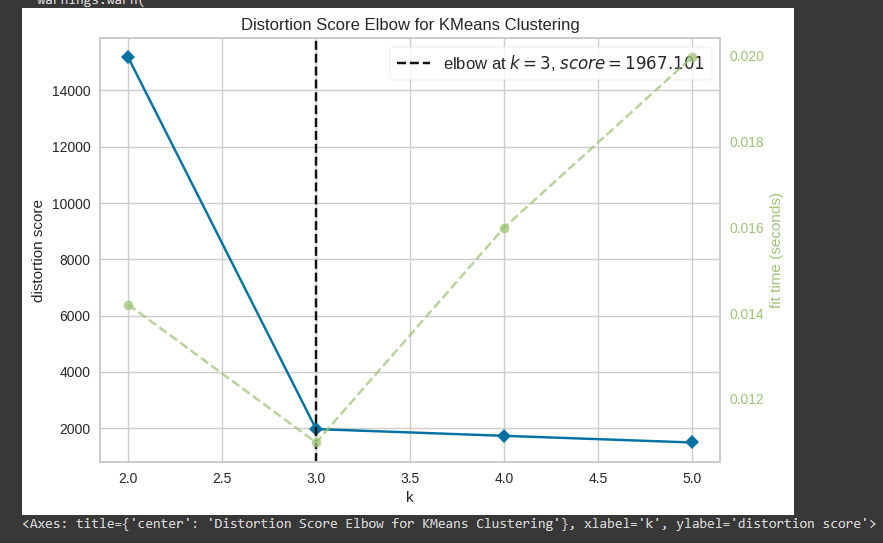 warnings.warn(
Distortion Score Elbow for KMeans Clustering
elbow at k = 3, score = 1967.101
14000
12000
10000
8000
6000
4000
2000
distortion score
0.020
0.018
0.016
0.014
0.012
fit time (seconds)
2.0 2.5 3.0 3.5 4.0 4.5 5.0
k
<Axes: title={'center': 'Distortion Score Elbow for KMeans Clustering'}, xlabel='k', ylabel='distortion score'>